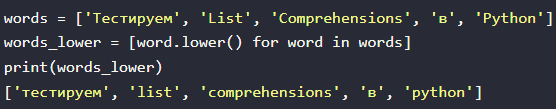 words = ['Тестируем', 'List', 'Comprehensions', 'в', 'Python']
words_lower = [word.lower() for word in words]
print(words_lower)
['тестируем', 'list', 'comprehensions', 'в', 'python']